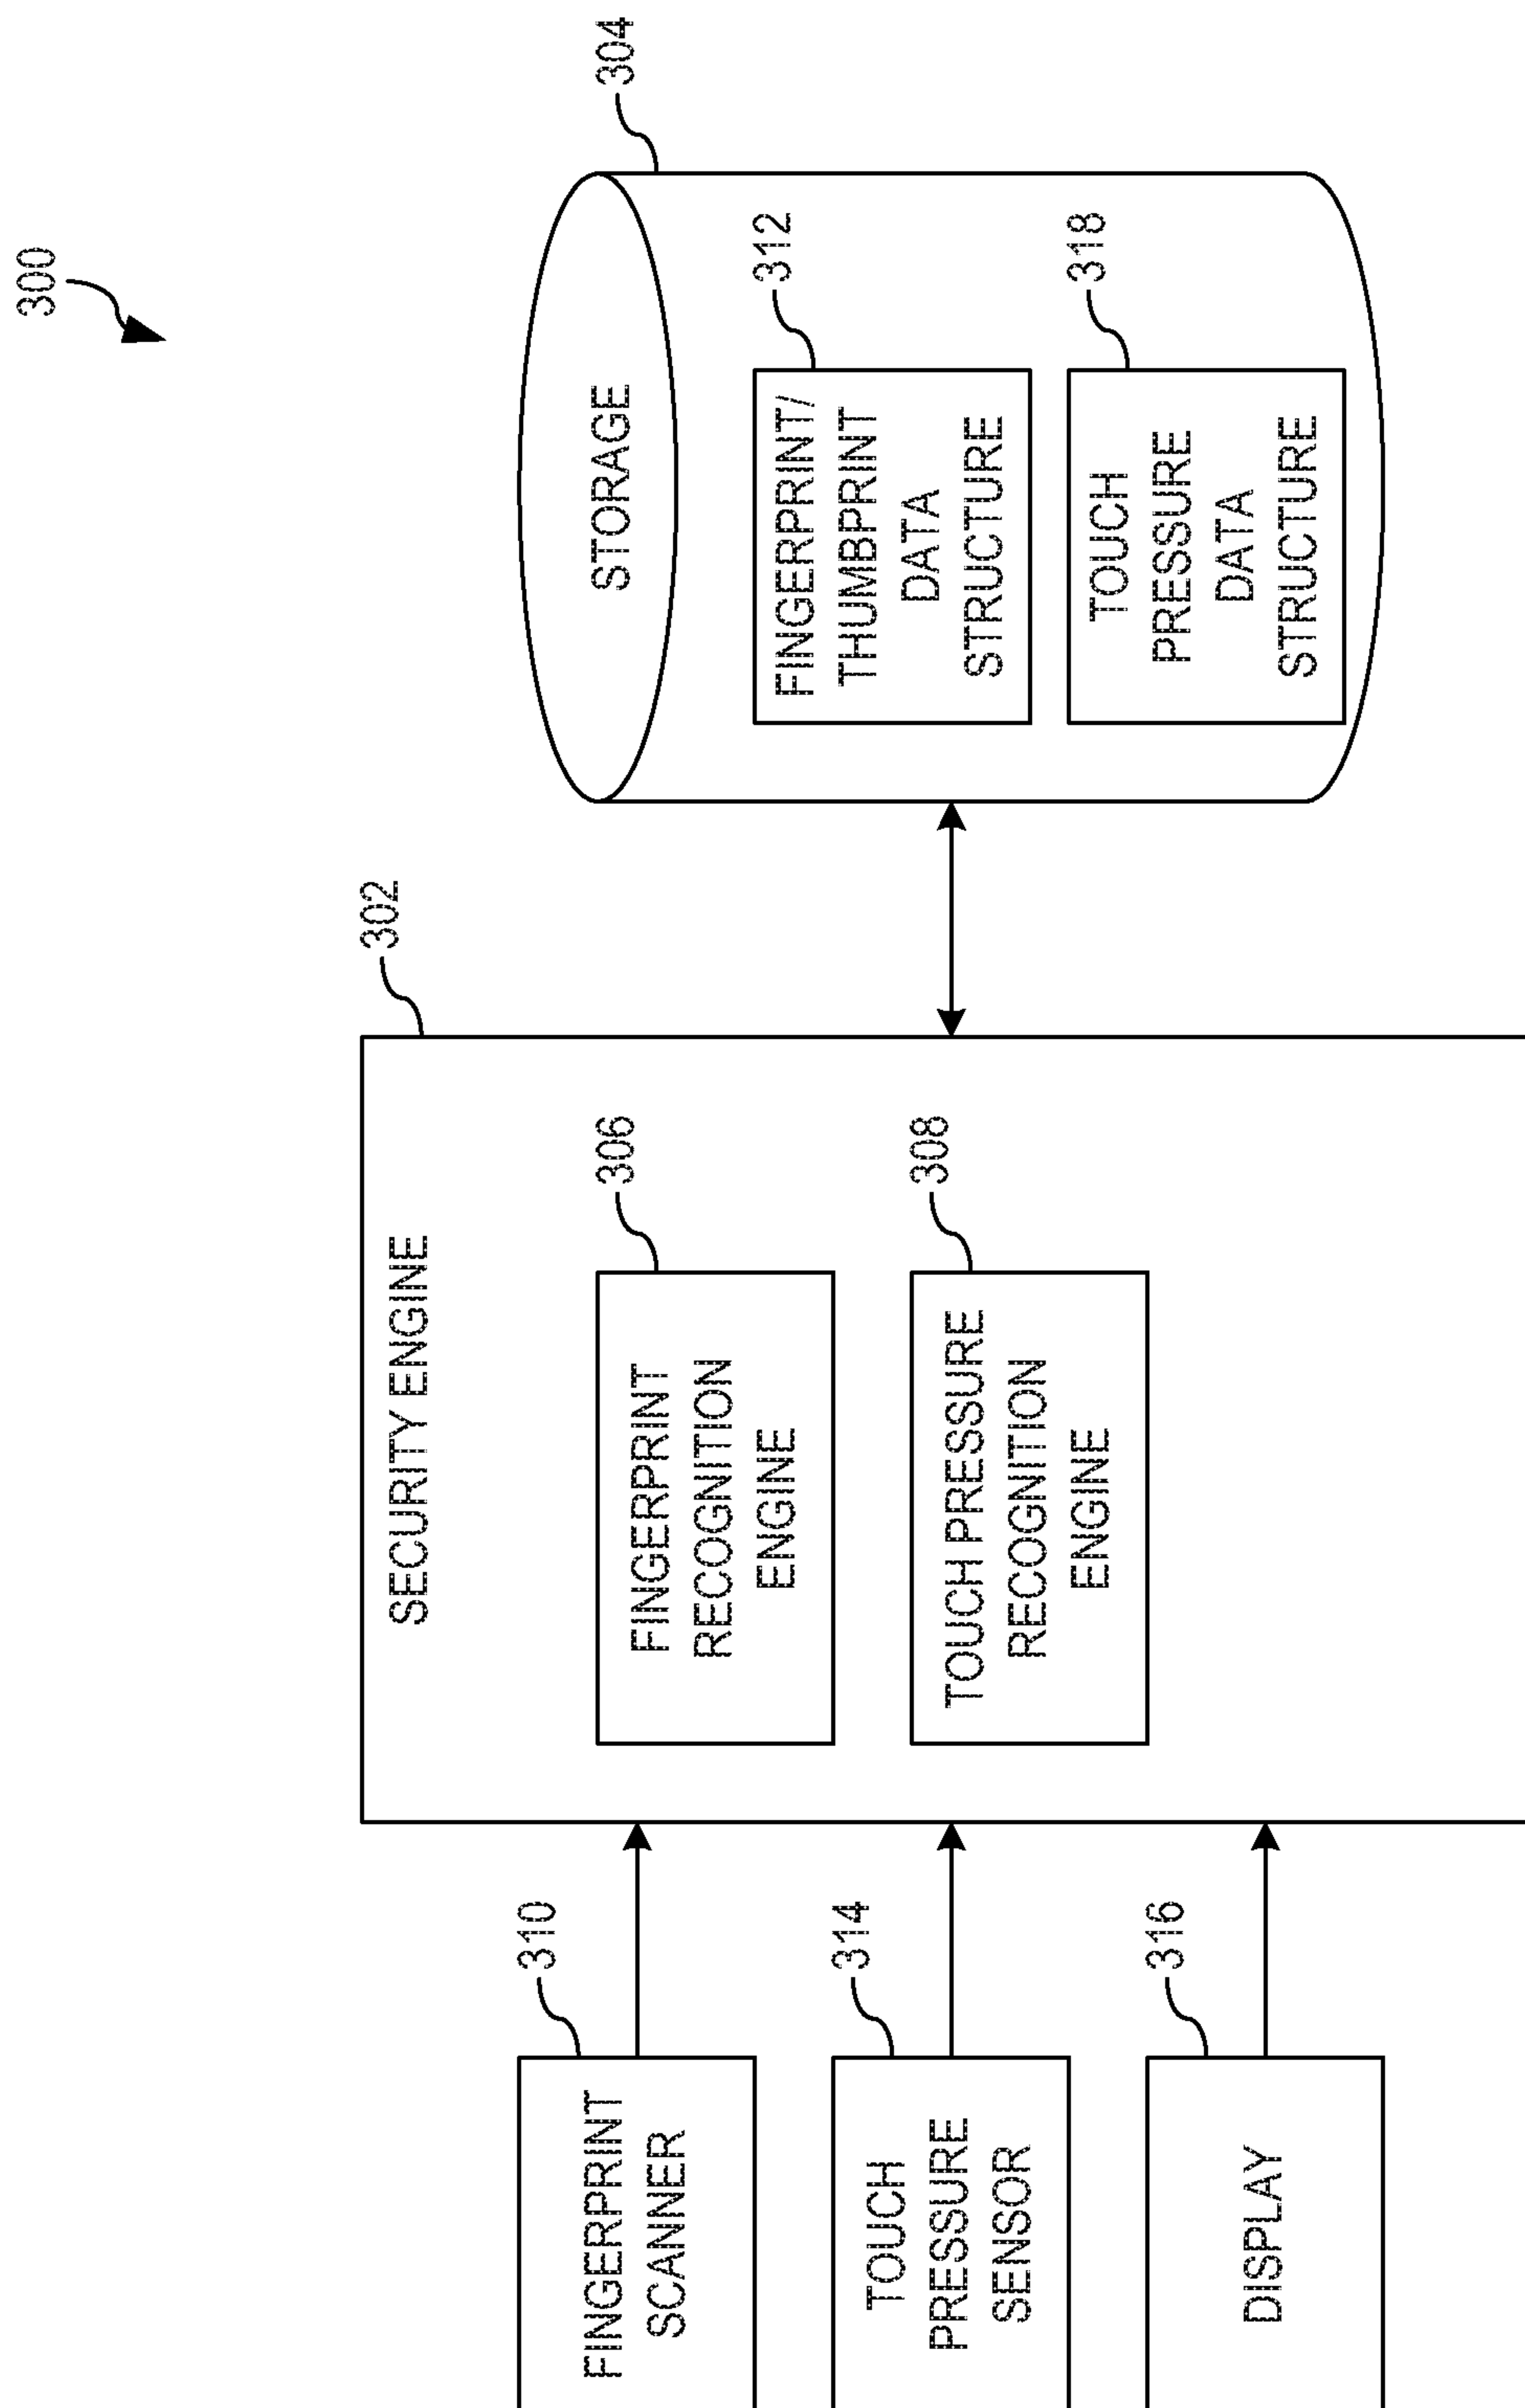 300
FINGERPRINT
SCANNER
310
TOUCH
PRESSURE
SENSOR
314
DISPLAY
316
SECURITY ENGINE
302
FINGERPRINT
RECOGNITION
ENGINE
306
TOUCH PRESSURE
RECOGNITION
ENGINE
308
STORAGE
304
FINGERPRINT/
THUMBPRINT
DATA
STRUCTURE
312
TOUCH
PRESSURE
DATA
STRUCTURE
318